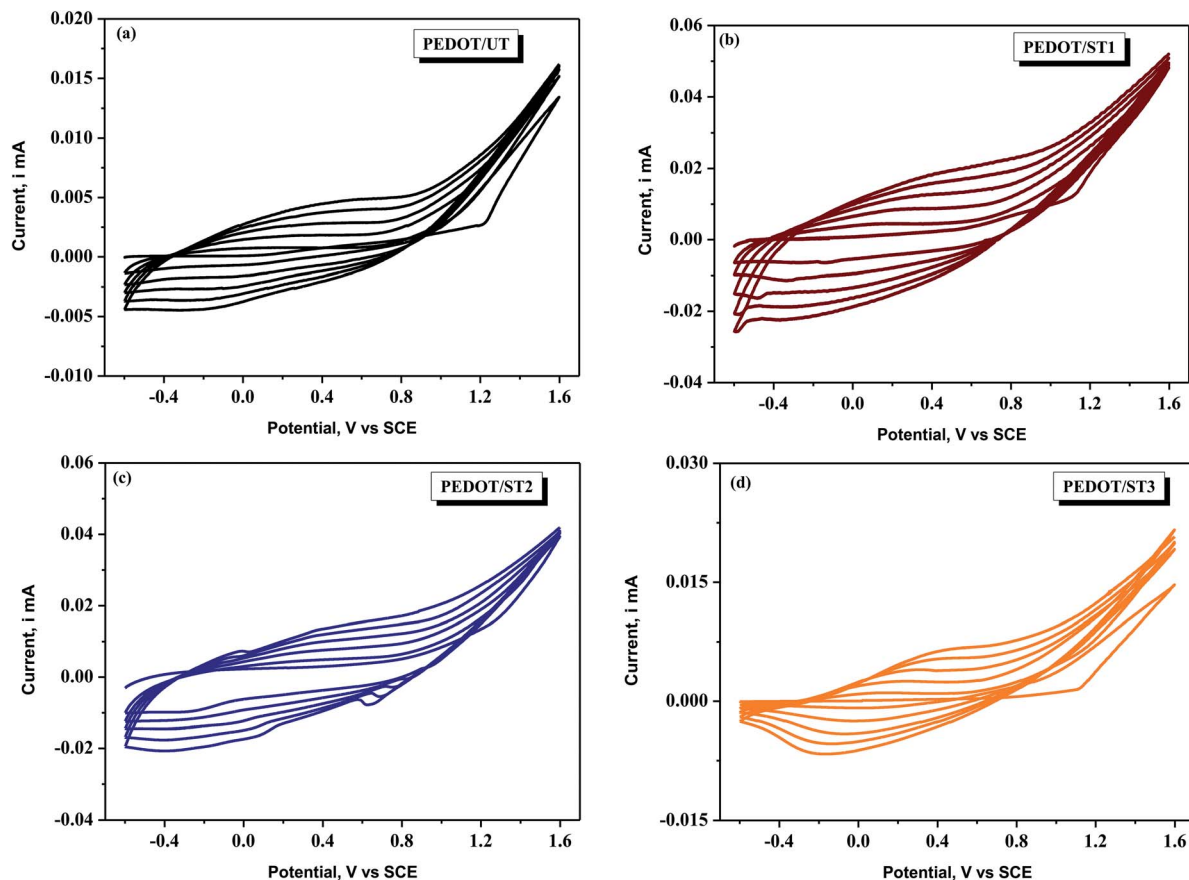 (a)
PEDOT/UT
0.020
0.015
0.010
0.005
0.000
-0.005
-0.010
Current, i mA
-0.4 0.0 0.4 0.8 1.2 1.6
Potential, V vs SCE
(b)
PEDOT/ST1
0.06
0.04
0.02
0.00
-0.02
-0.04
Current, i mA
-0.4 0.0 0.4 0.8 1.2 1.6
Potential, V vs SCE
(c)
PEDOT/ST2
0.06
0.04
0.02
0.00
-0.02
-0.04
Current, i mA
-0.4 0.0 0.4 0.8 1.2 1.6
Potential, V vs SCE
(d)
PEDOT/ST3
0.030
0.015
0.000
-0.015
Current, i mA
-0.4 0.0 0.4 0.8 1.2 1.6
Potential, V vs SCE